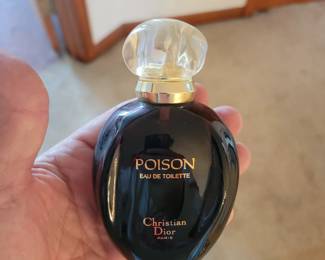 POISON
EAU DE TOILETTE
Christian
Dior
PARIS